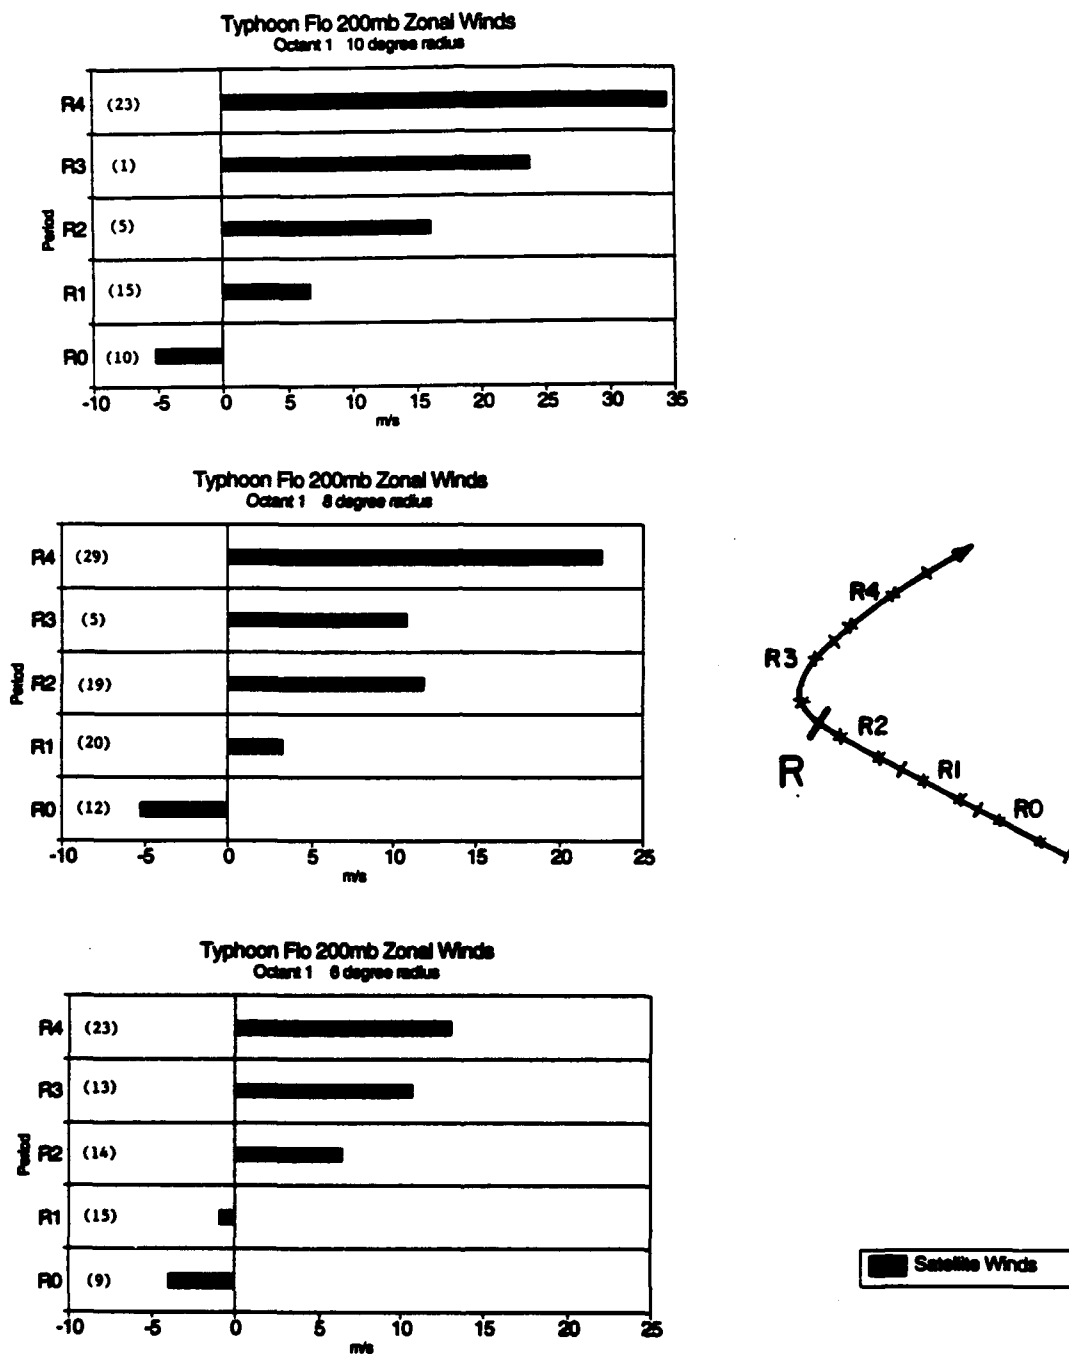 Typhoon Flo 200mb Zonal Winds
Octant 1 10 degree radius
Period
R4 (23)
R3 (1)
R2 (5)
R1 (15)
R0 (10)
-10 -5 0 5 10 15 20 25 30 35
m/s
Typhoon Flo 200mb Zonal Winds
Octant 1 8 degree radius
Period
R4 (29)
R3 (5)
R2 (19)
R1 (20)
R0 (12)
-10 -5 0 5 10 15 20 25
m/s
R4
R3
R2
R
R1
R0
Typhoon Flo 200mb Zonal Winds
Octant 1 6 degree radius
Period
R4 (23)
R3 (13)
R2 (14)
R1 (15)
R0 (9)
-10 -5 0 5 10 15 20 25
m/s
Satellite Winds